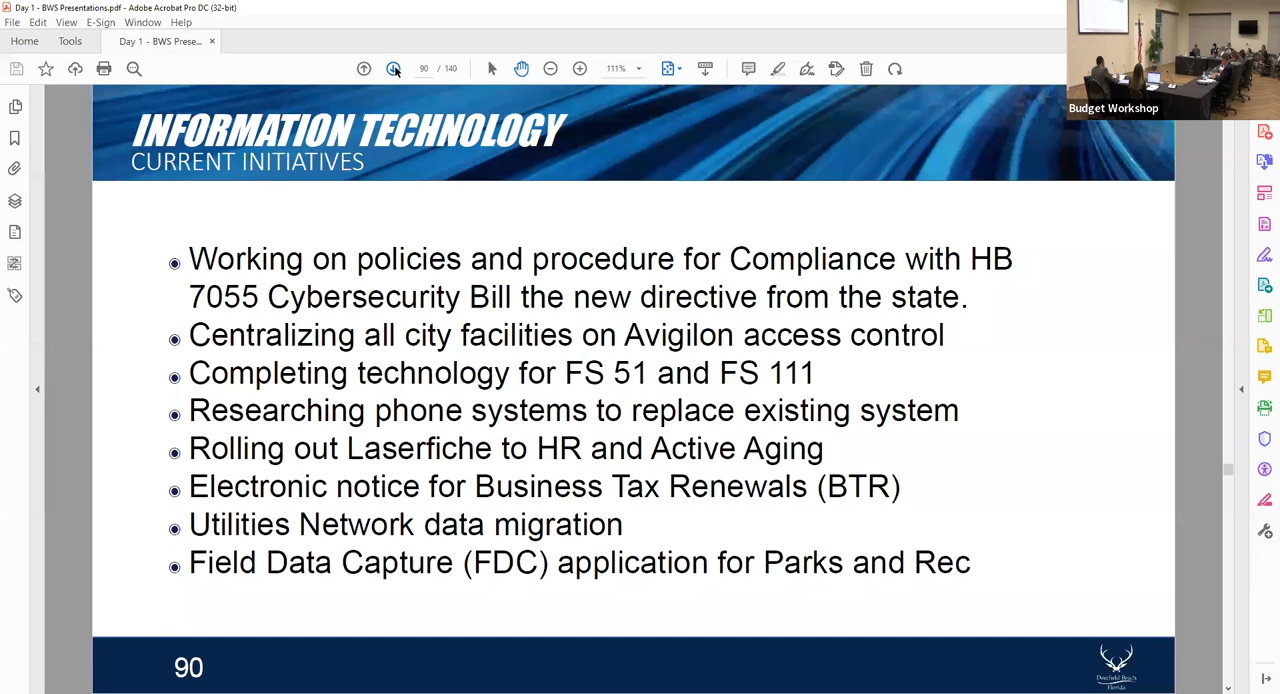 Day 1 - BWS Presentations.pdf - Adobe Acrobat Pro DC (32-bit)
File Edit View E-Sign Window Help
Home Tools Day 1 - BWS Prese... ×
90 / 140 111%
Budget Workshop
INFORMATION TECHNOLOGY
CURRENT INITIATIVES
Working on policies and procedure for Compliance with HB
7055 Cybersecurity Bill the new directive from the state.
Centralizing all city facilities on Avigilon access control
Completing technology for FS 51 and FS 111
Researching phone systems to replace existing system
Rolling out Laserfiche to HR and Active Aging
Electronic notice for Business Tax Renewals (BTR)
Utilities Network data migration
Field Data Capture (FDC) application for Parks and Rec
90
Deerfield Beach
Florida